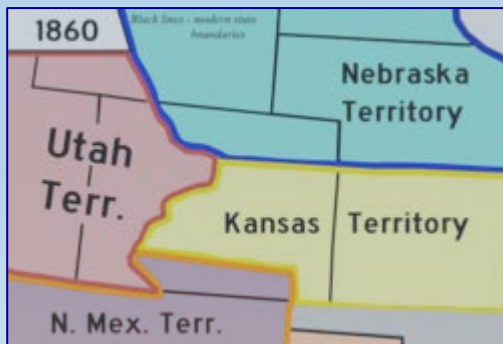 1860
Black lines - modern state
boundaries
Nebraska
Territory
Utah
Terr.
Kansas Territory
N. Mex. Terr.